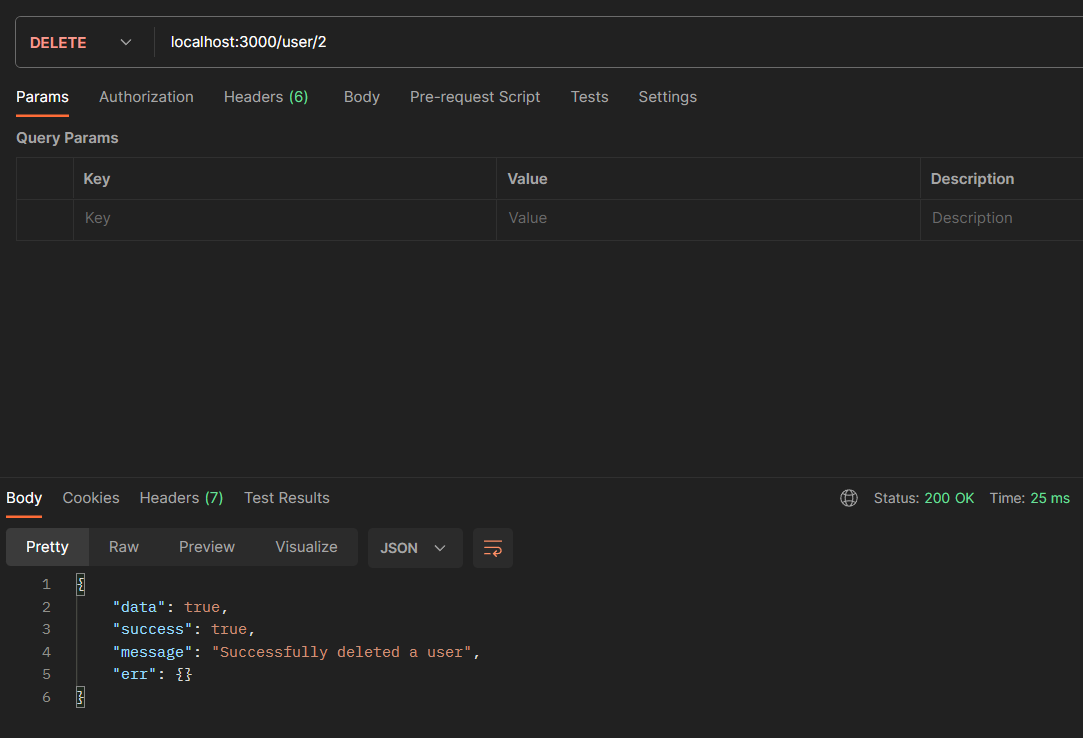 DELETE localhost:3000/user/2
Params Authorization Headers (6) Body Pre-request Script Tests Settings
Query Params
Key Value Description
Key Value Description
Body Cookies Headers (7) Test Results Status: 200 OK Time: 25 ms
Pretty Raw Preview Visualize JSON
1 {
2 "data": true,
3 "success": true,
4 "message": "Successfully deleted a user",
5 "err": {}
6 }